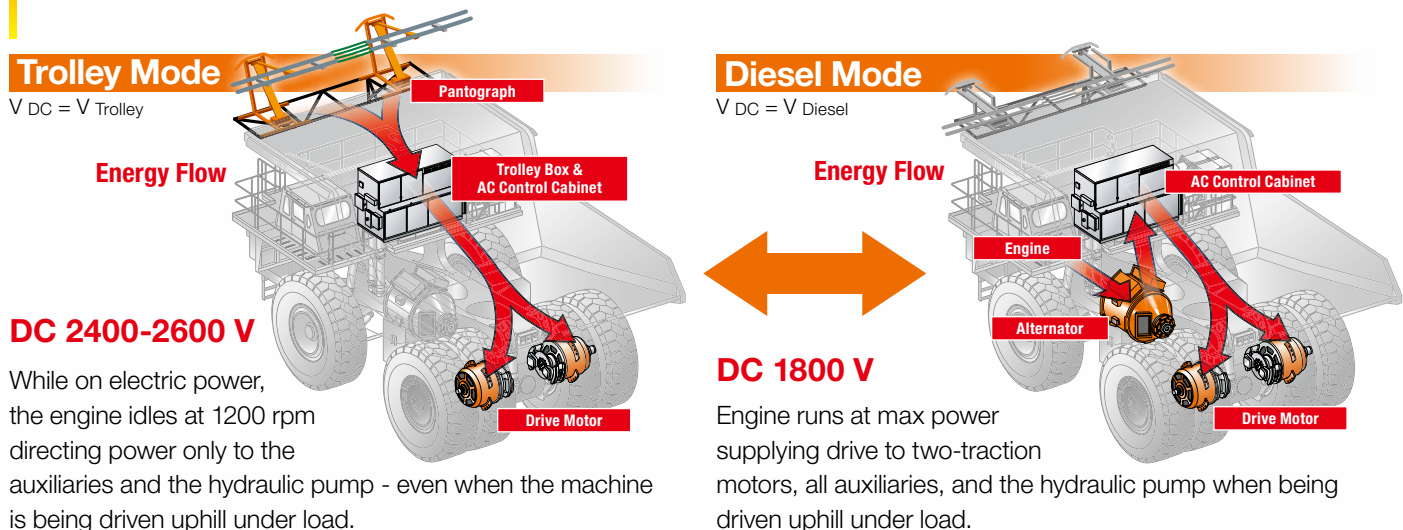 Trolley Mode
V DC = V Trolley
Pantograph
Energy Flow
Trolley Box &
AC Control Cabinet
DC 2400-2600 V
While on electric power,
the engine idles at 1200 rpm
directing power only to the
auxiliaries and the hydraulic pump - even when the machine
is being driven uphill under load.
Drive Motor
Diesel Mode
V DC = V Diesel
Energy Flow
AC Control Cabinet
Engine
Alternator
DC 1800 V
Engine runs at max power
supplying drive to two-traction
motors, all auxiliaries, and the hydraulic pump when being
driven uphill under load.
Drive Motor